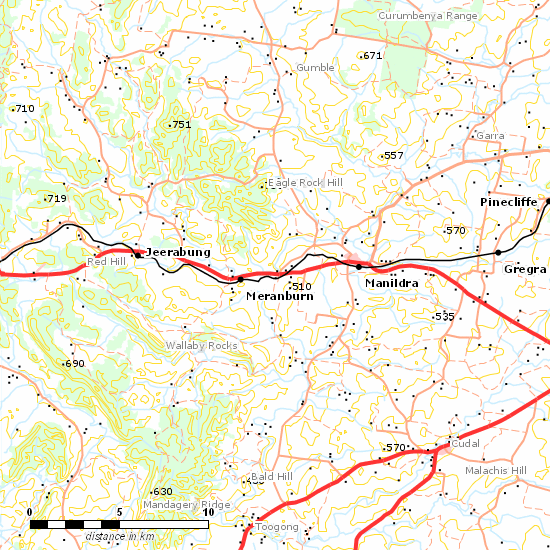 Curumbenya Range
671
Gumble
710
751
Garra
557
Eagle Rock Hill
719
Pinecliffe
570
Jeerabung
Red Hill
Gregra
Manildra
510
Meranburn
535
Wallaby Rocks
690
570
Cudal
Malachis Hill
Bald Hill
630
Mandagery Ridge
0 5 10
Toogong
distance in km